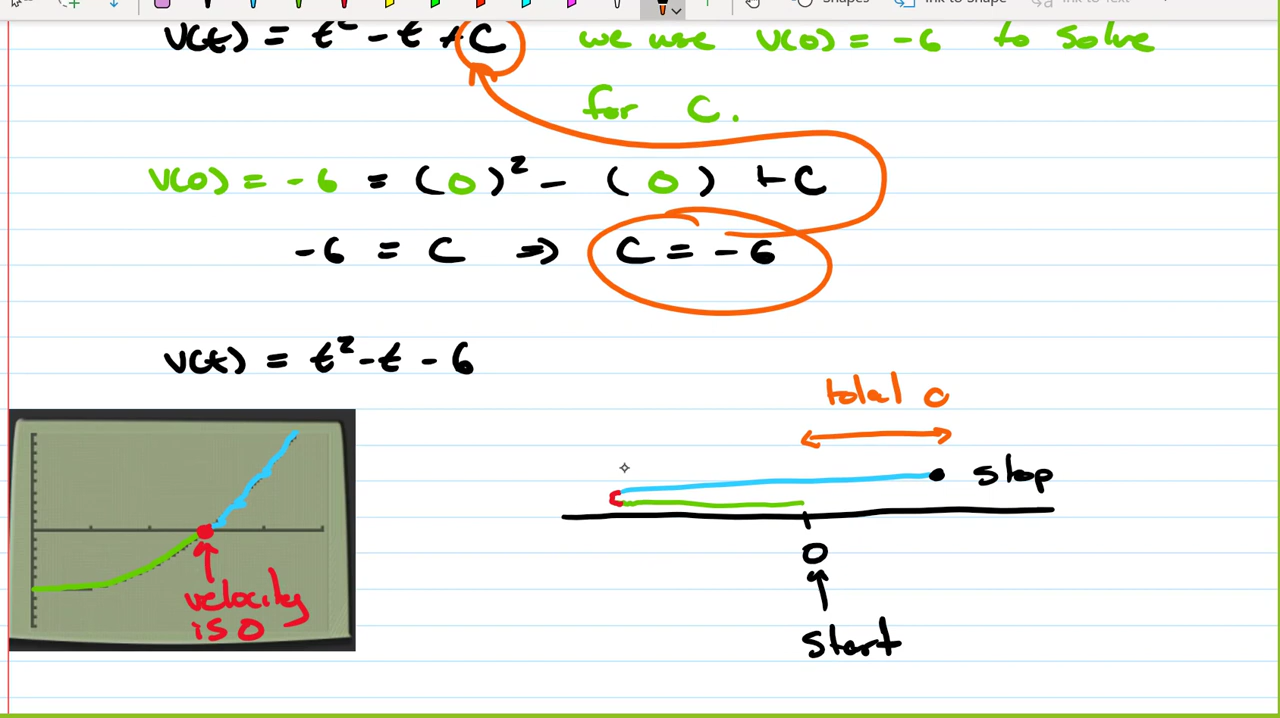 v(t) = t² - t + C we use v(0) = -6 to solve
for C.
v(0) = -6 = (0)² - (0) + C
-6 = C ⇒ C = -6
v(t) = t² - t - 6
total
stop
0
start
velocity
is 0